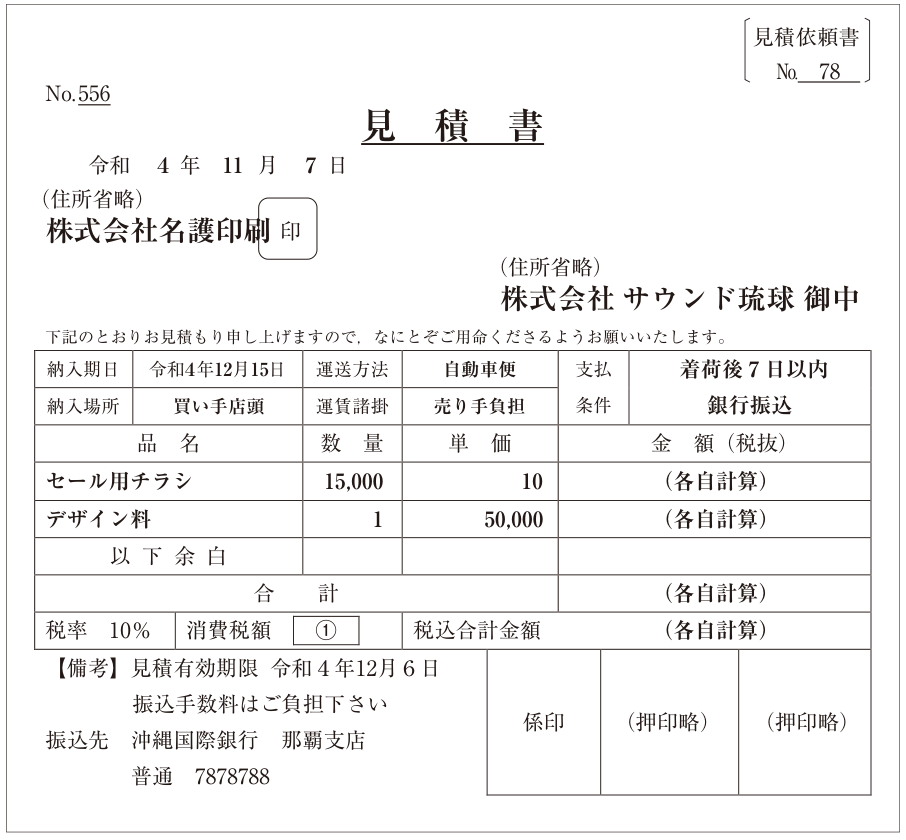 見積依頼書
№ 78
No.556
見積書
令和 4 年 11 月 7 日
（住所省略）
株式会社名護印刷 印
（住所省略）
株式会社 サウンド琉球 御中
下記のとおりお見積もり申し上げますので，なにとぞご用命くださるようお願いいたします。
納入期日 令和4年12月15日 運送方法 自動車便 支払 着荷後７日以内
納入場所 買い手店頭 運賃諸掛 売り手負担 条件 銀行振込
品名 数量 単価 金額（税抜）
セール用チラシ 15,000 10 （各自計算）
デザイン料 1 50,000 （各自計算）
以下余白
合計 （各自計算）
税率 10％ 消費税額 ① 税込合計金額 （各自計算）
【備考】見積有効期限 令和４年12月６日
振込手数料はご負担下さい
振込先 沖縄国際銀行 那覇支店
普通 7878788
係印 （押印略） （押印略）